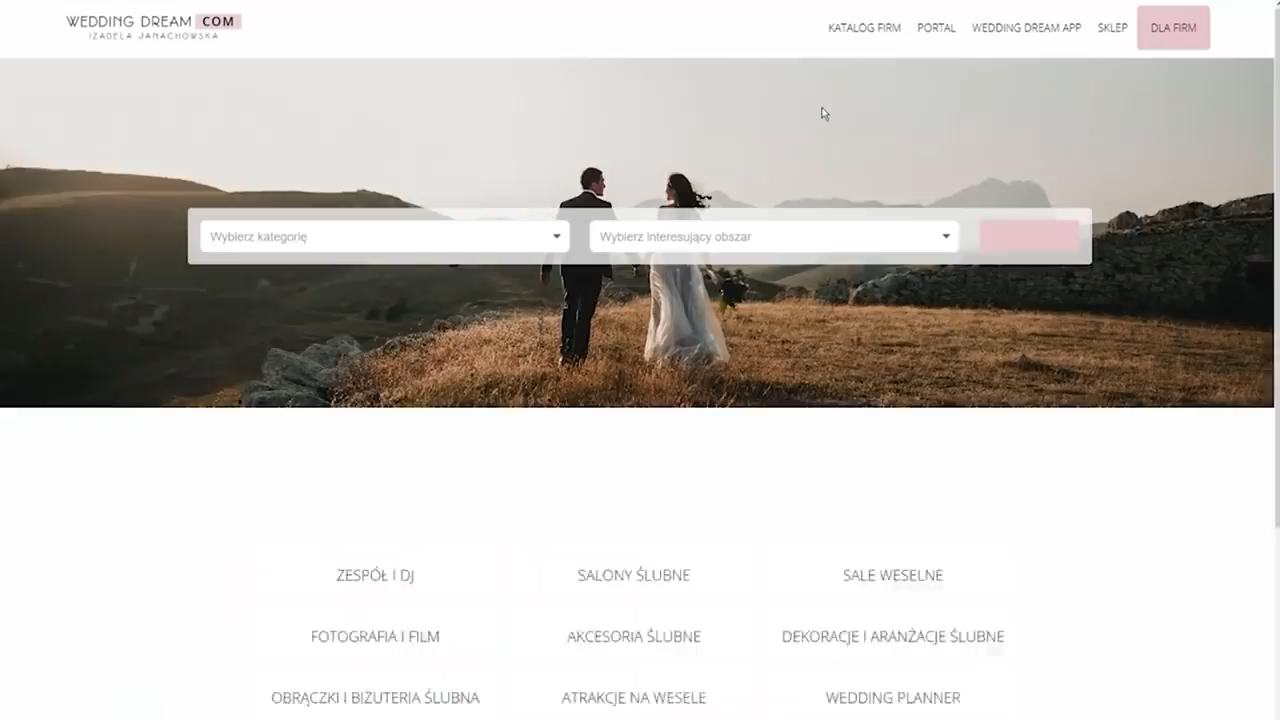 WEDDING DREAM COM
IZABELA JANACHOWSKA
KATALOG FIRM PORTAL WEDDING DREAM APP SKLEP DLA FIRM
Wybierz kategorię Wybierz interesujący obszar
ZESPÓŁ I DJ SALONY ŚLUBNE SALE WESELNE
FOTOGRAFIA I FILM AKCESORIA ŚLUBNE DEKORACJE I ARANŻACJE ŚLUBNE
OBRĄCZKI I BIŻUTERIA ŚLUBNA ATRAKCJE NA WESELE WEDDING PLANNER